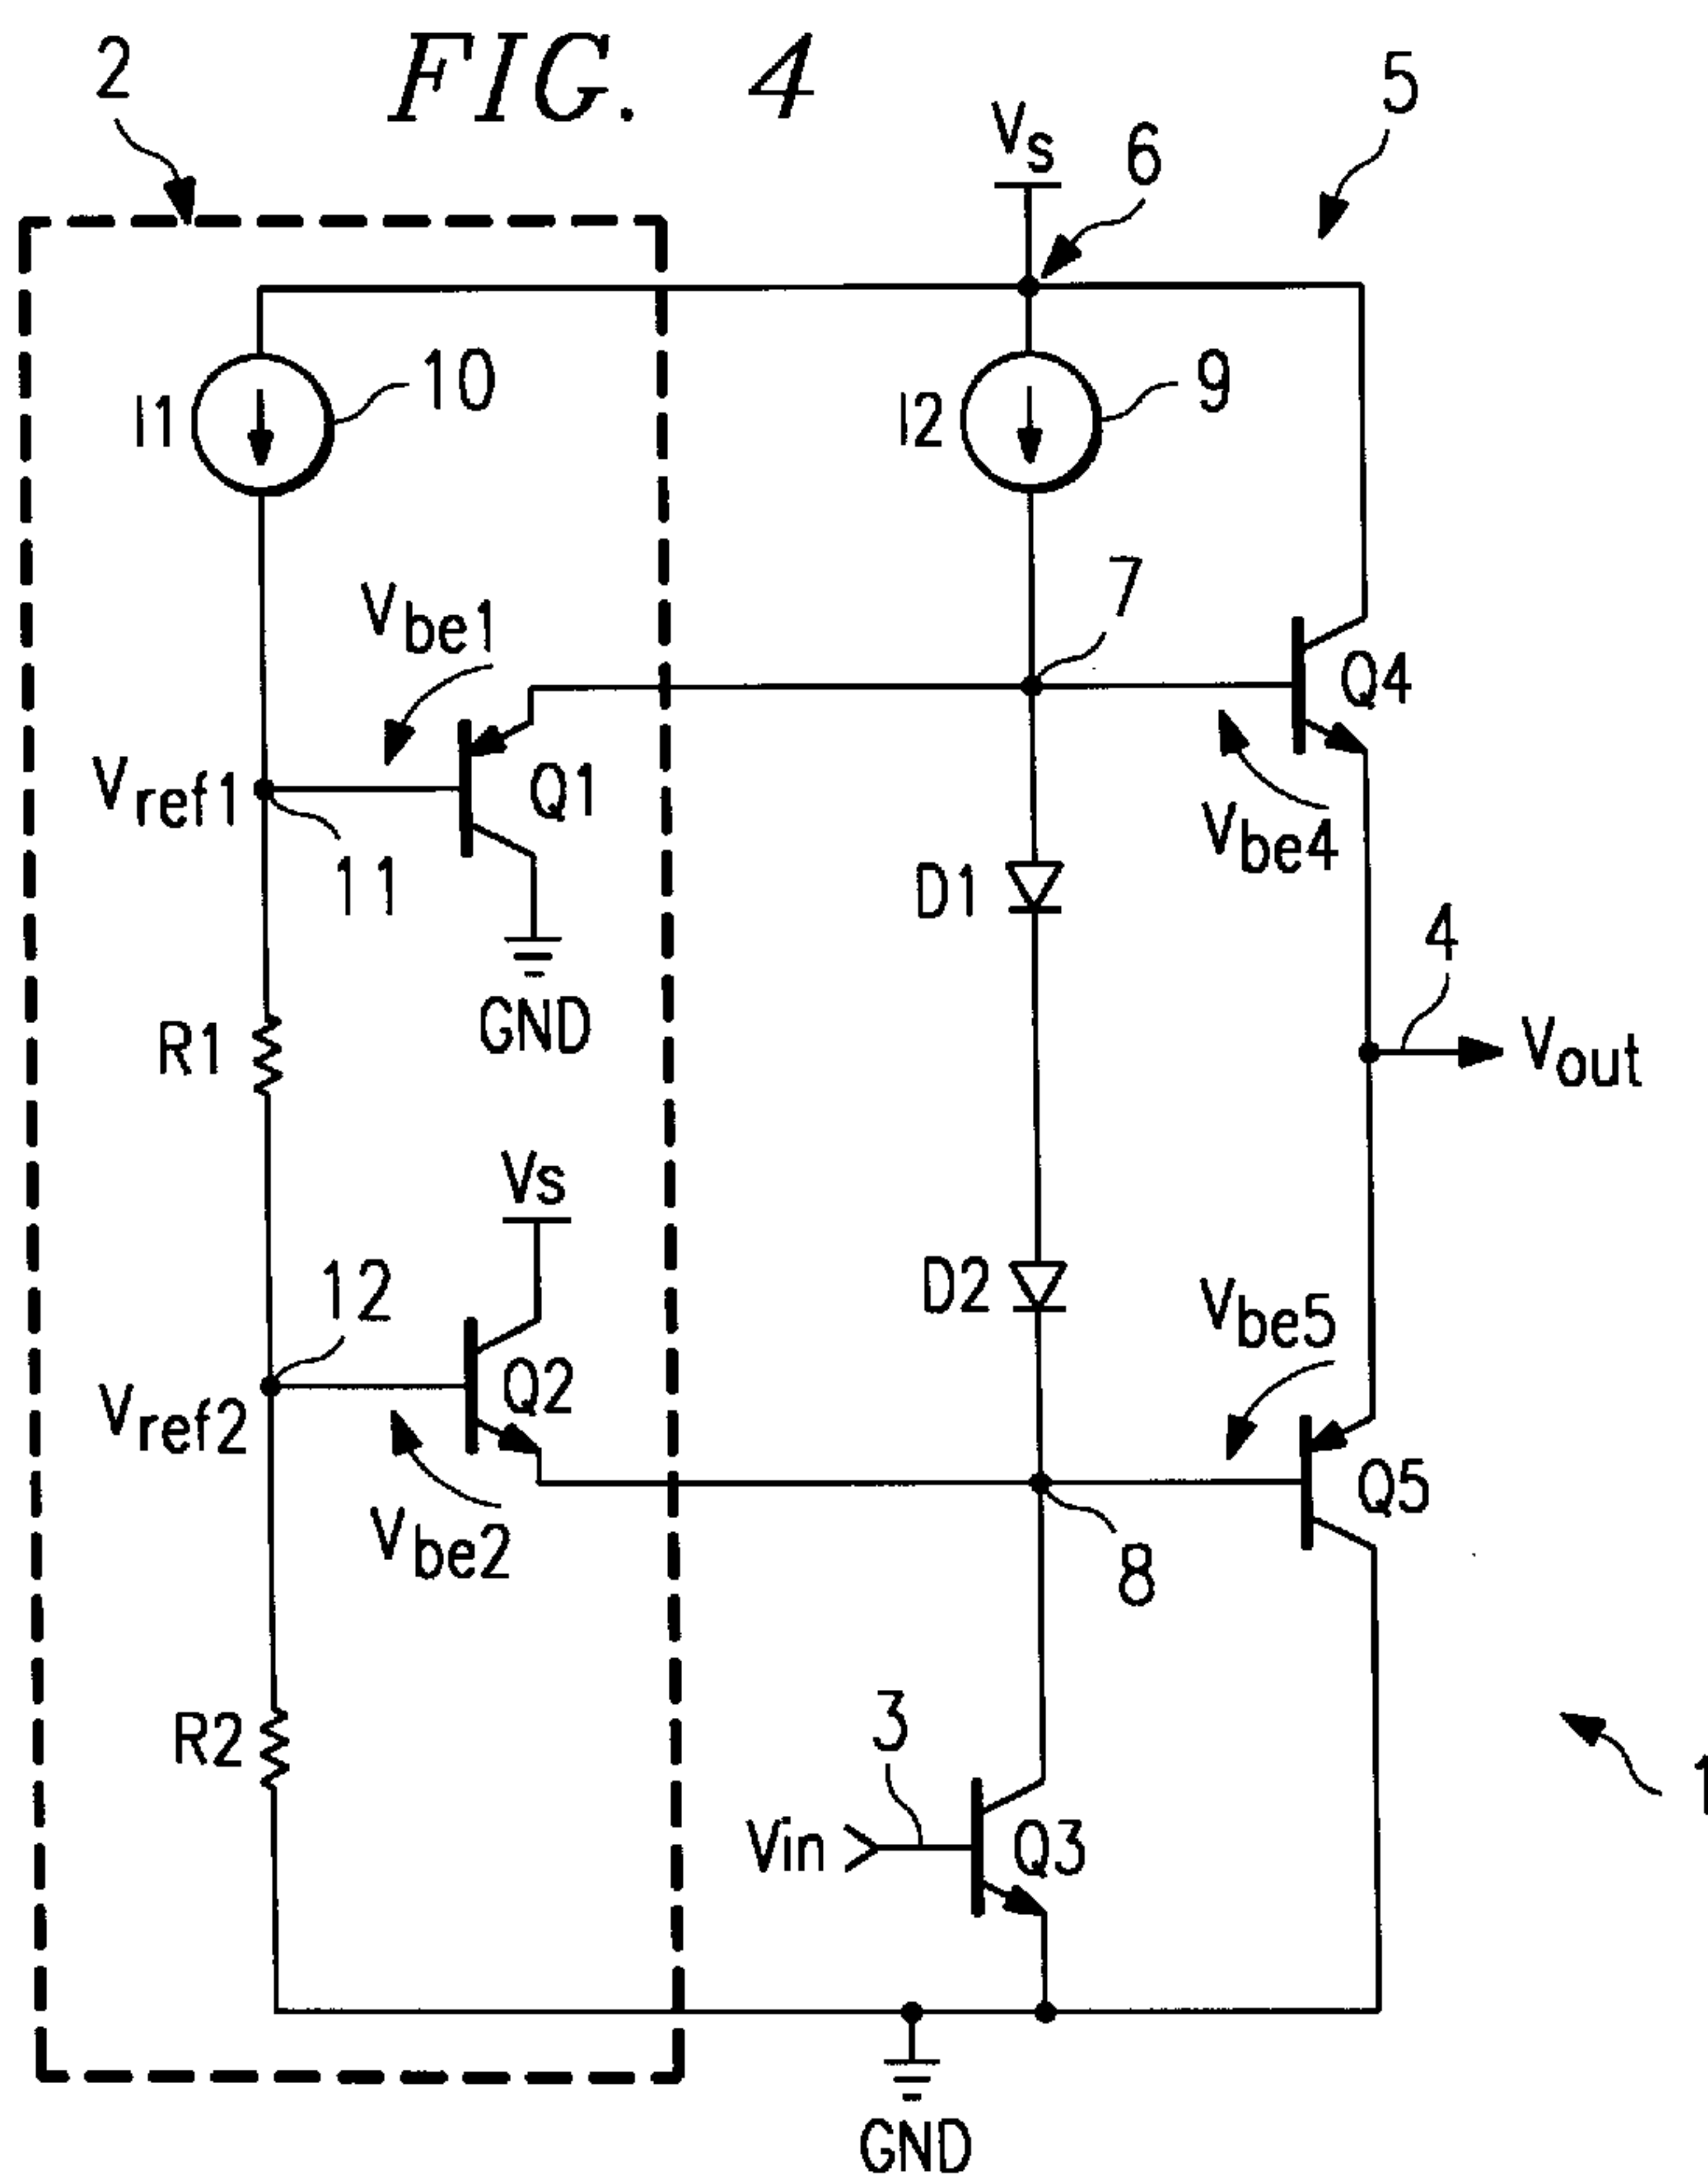 FIG. 4
2
5
Vs
6
I1
10
I2
9
7
Vbe1
Q4
Vref1
Q1
Vbe4
11
D1
4
GND
R1
Vout
Vs
12
D2
Vbe5
Q2
Vref2
Q5
Vbe2
8
3
R2
1
Vin
Q3
GND